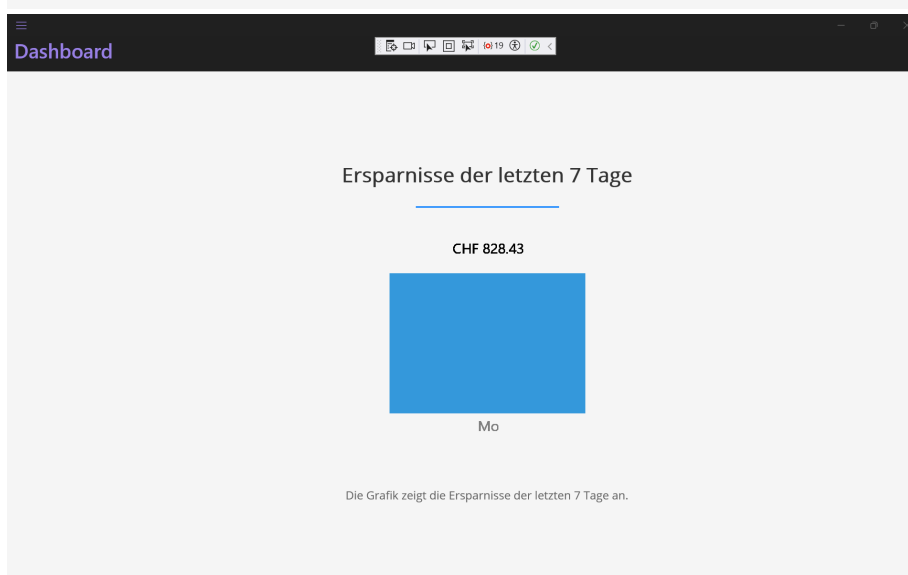 Dashboard
19
Ersparnisse der letzten 7 Tage
CHF 828.43
Mo
Die Grafik zeigt die Ersparnisse der letzten 7 Tage an.